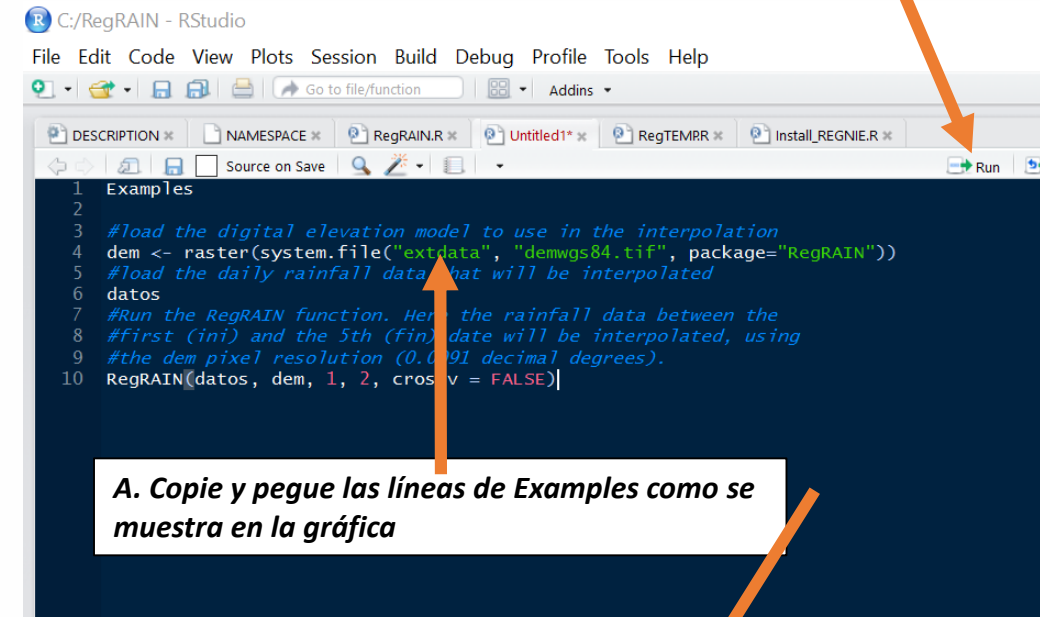 C:/RegRAIN - RStudio
File Edit Code View Plots Session Build Debug Profile Tools Help
Go to file/function Addins
DESCRIPTION NAMESPACE RegRAIN.R Untitled1* RegTEMP.R Install_REGNIE.R
Source on Save Run
1 Examples
2
3 #load the digital elevation model to use in the interpolation
4 dem <- raster(system.file("extdata", "demwgs84.tif", package="RegRAIN"))
5 #load the daily rainfall data that will be interpolated
6 datos
7 #Run the RegRAIN function. Here the rainfall data between the
8 #first (ini) and the 5th (fin) date will be interpolated, using
9 #the dem pixel resolution (0. 91 decimal degrees).
10 RegRAIN(datos, dem, 1, 2, crossv = FALSE)
A. Copie y pegue las líneas de Examples como se
muestra en la gráfica